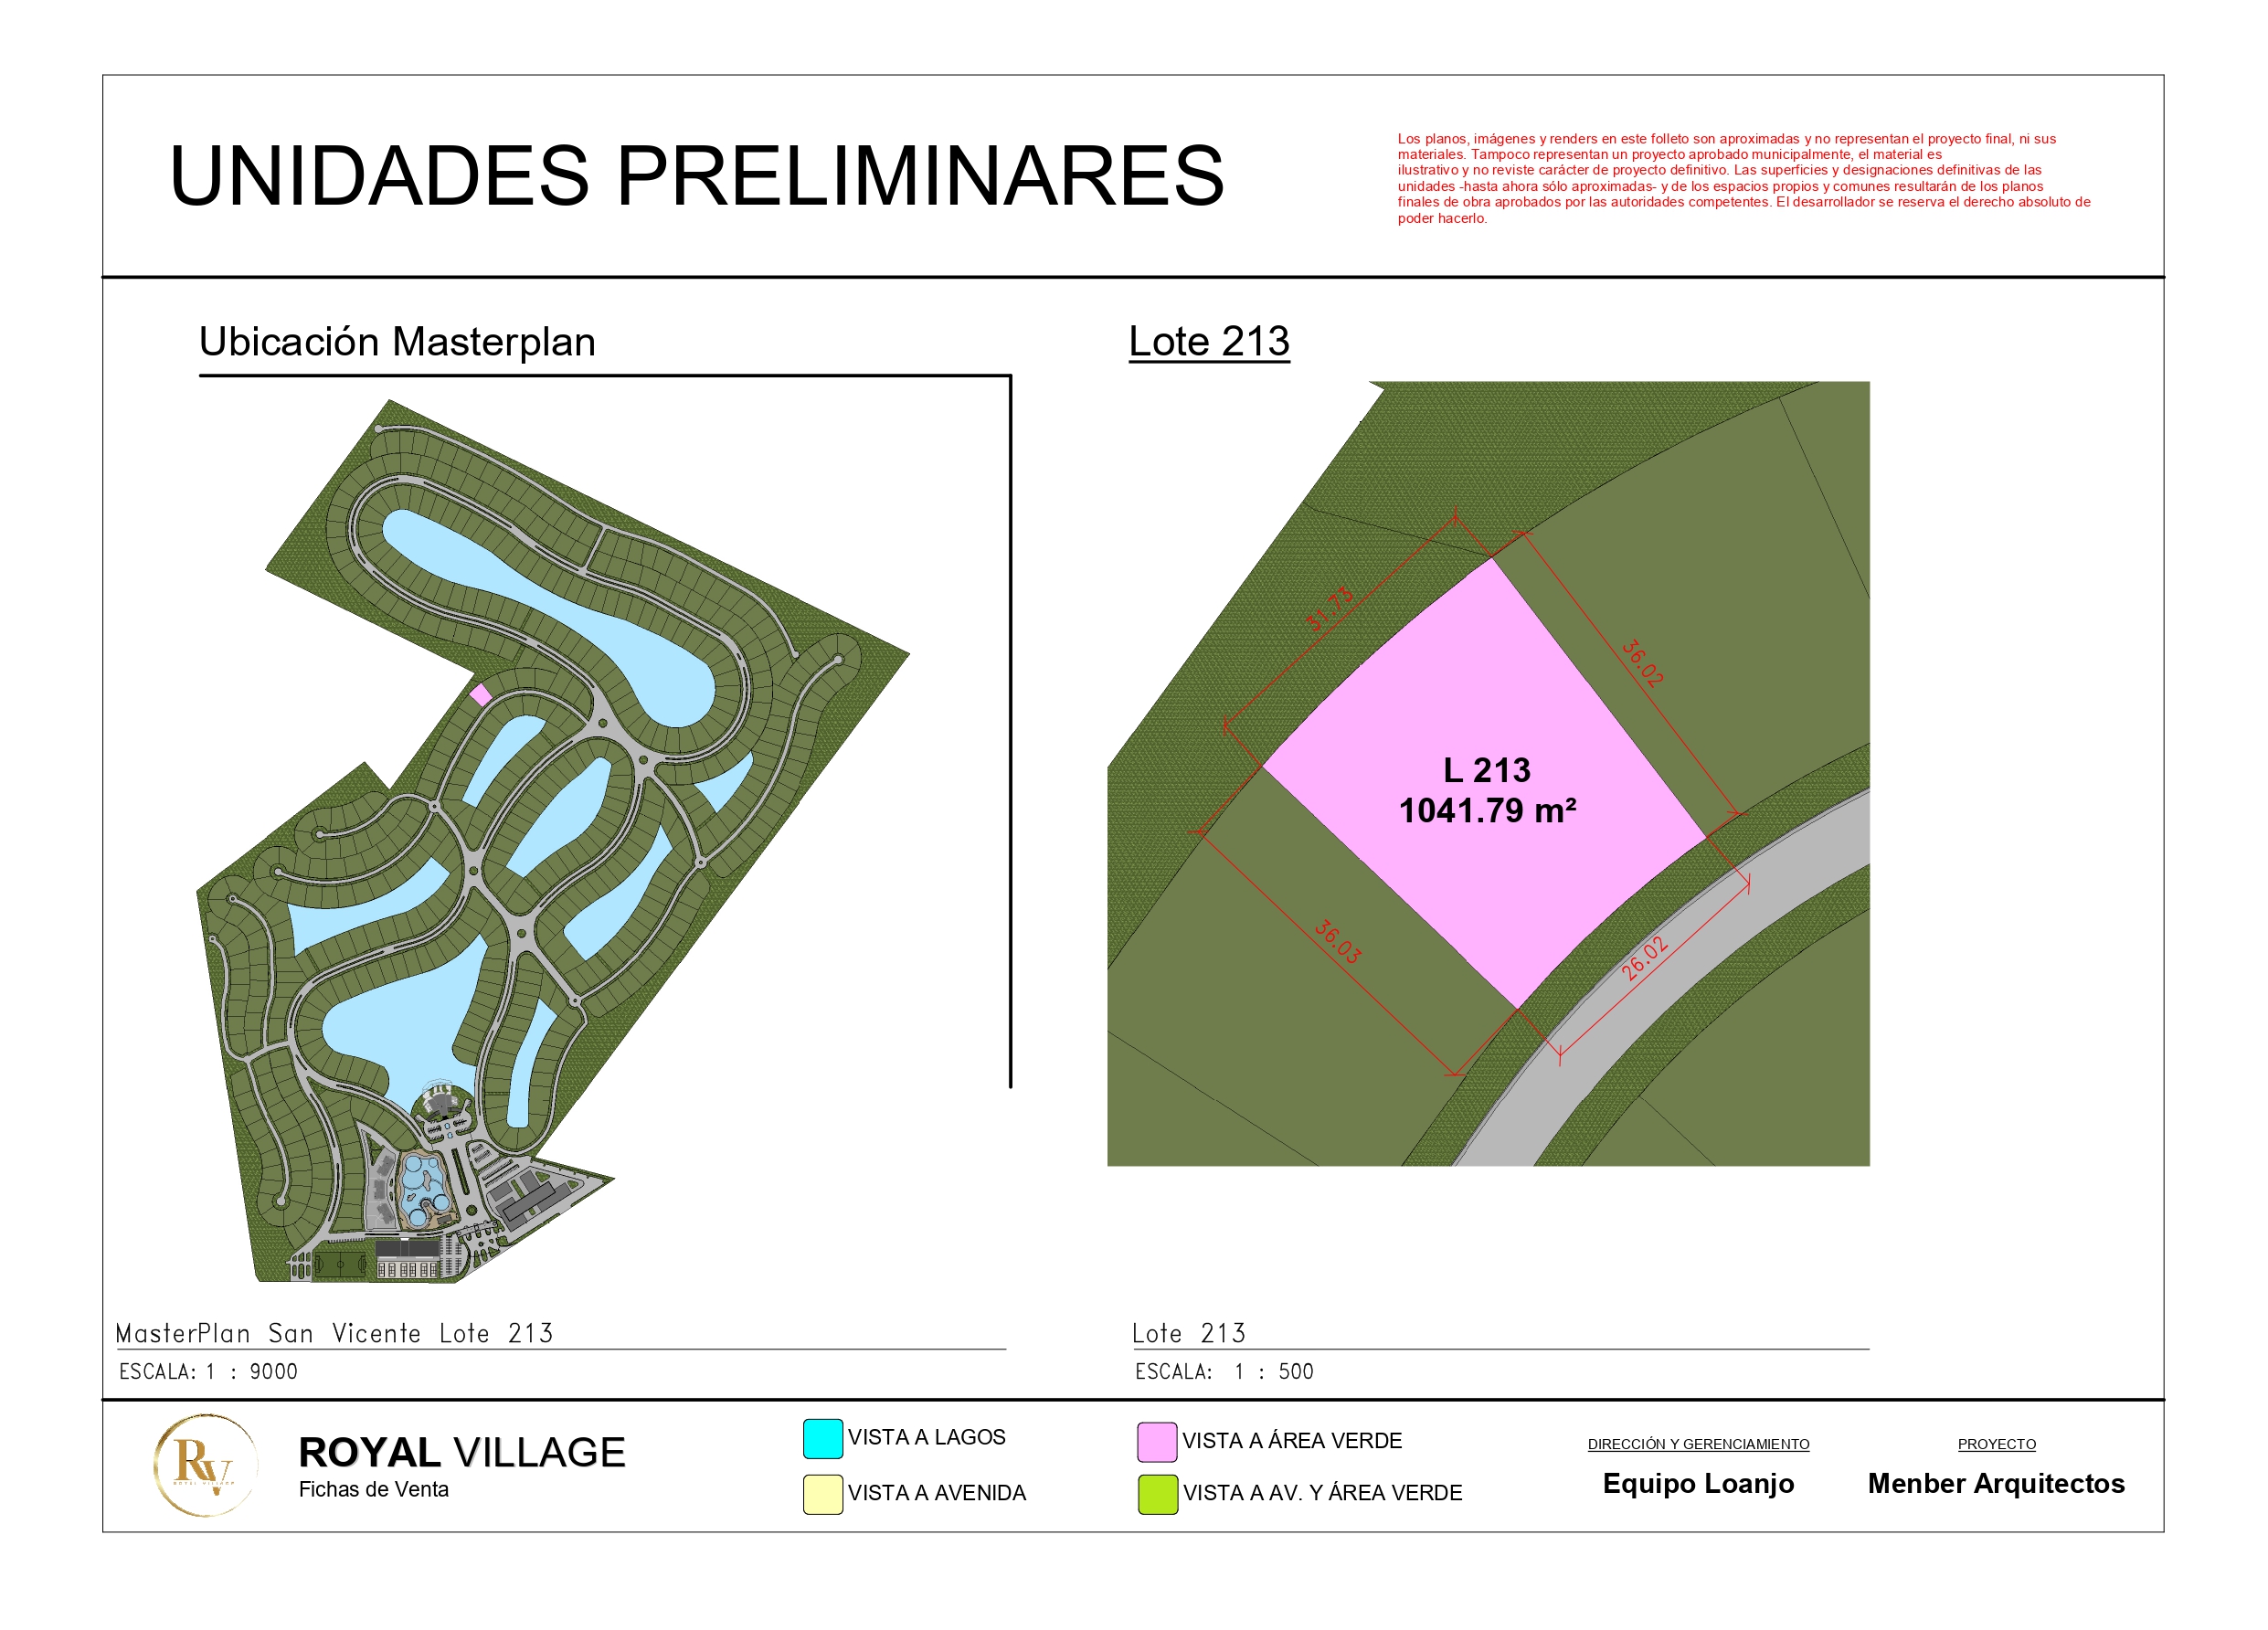 UNIDADES PRELIMINARES
Los planos, imágenes y renders en este folleto son aproximadas y no representan el proyecto final, ni sus
materiales. Tampoco representan un proyecto aprobado municipalmente, el material es
ilustrativo y no reviste carácter de proyecto definitivo. Las superficies y designaciones definitivas de las
unidades -hasta ahora sólo aproximadas- y de los espacios propios y comunes resultarán de los planos
finales de obra aprobados por las autoridades competentes. El desarrollador se reserva el derecho absoluto de
poder hacerlo.
Ubicación Masterplan
Lote 213
31.73
36.02
L 213
1041.79 m²
36.03
26.02
MasterPlan San Vicente Lote 213
ESCALA: 1 : 9000
Lote 213
ESCALA: 1 : 500
RV
ROYAL VILLAGE
ROYAL VILLAGE
Fichas de Venta
VISTA A LAGOS
VISTA A AVENIDA
VISTA A ÁREA VERDE
VISTA A AV. Y ÁREA VERDE
DIRECCIÓN Y GERENCIAMIENTO
Equipo Loanjo
PROYECTO
Menber Arquitectos